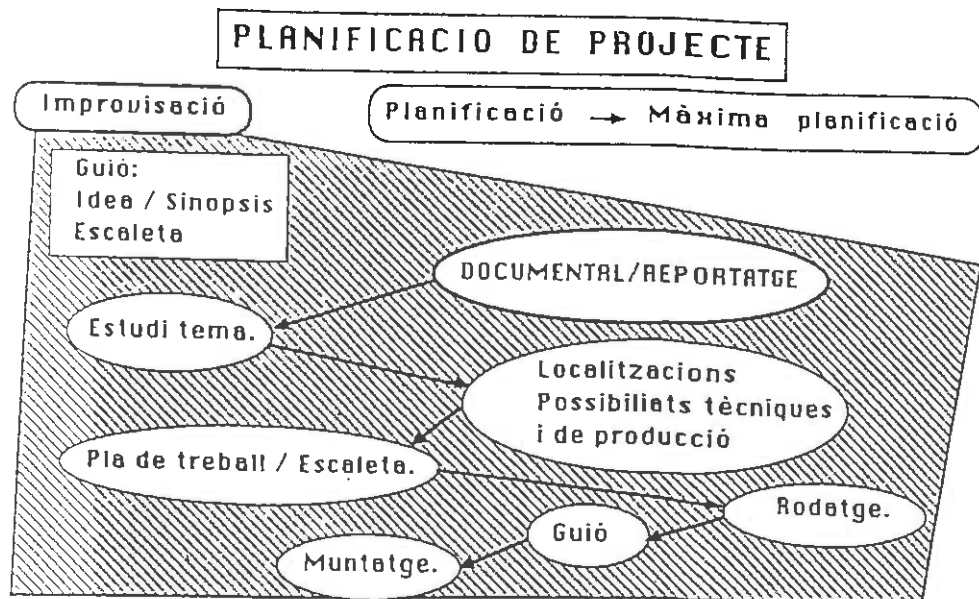 PLANIFICACIO DE PROJECTE
Improvisació
Planificació → Màxima planificació
Guió:
Idea / Sinopsis
Escaleta
DOCUMENTAL/REPORTATGE
Estudi tema.
Localitzacions
Possibiliats tècniques
i de producció
Pla de treball / Escaleta.
Rodatge.
Guió
Muntatge.